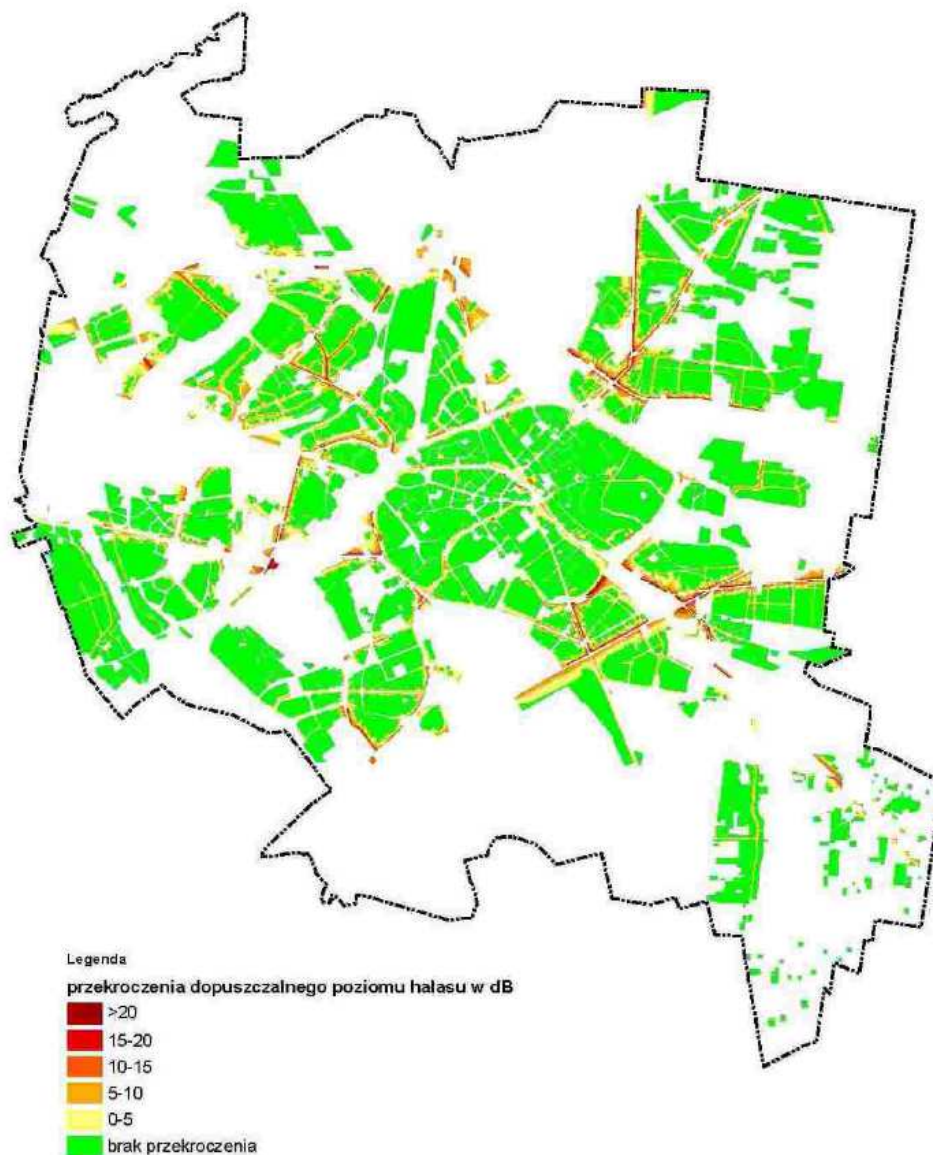 Legenda
przekroczenia dopuszczalnego poziomu hałasu w dB
>20
15-20
10-15
5-10
0-5
brak przekroczenia